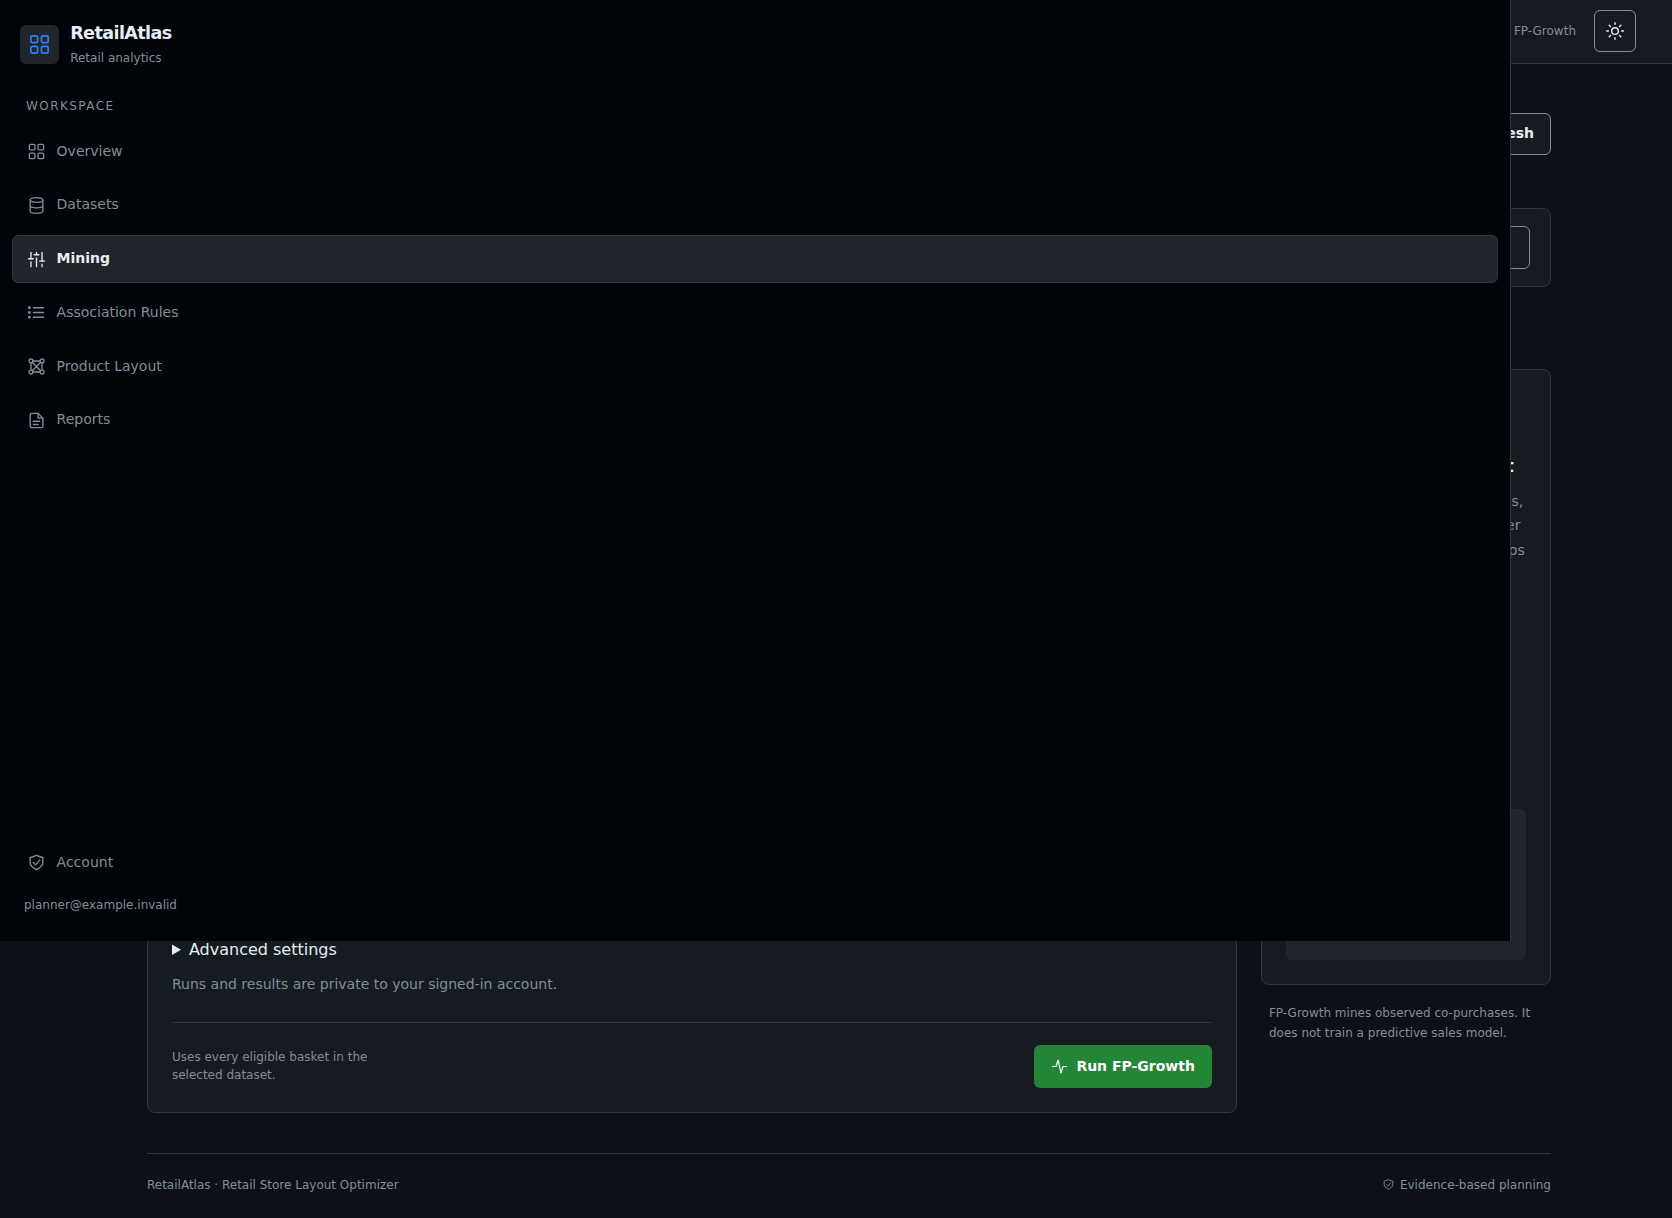 RetailAtlas
Retail analytics
FP-Growth
WORKSPACE
Overview
Datasets
Mining
Association Rules
Product Layout
Reports
Account
planner@example.invalid
Advanced settings
Runs and results are private to your signed-in account.
Uses every eligible basket in the
selected dataset.
Run FP-Growth
FP-Growth mines observed co-purchases. It
does not train a predictive sales model.
RetailAtlas · Retail Store Layout Optimizer
Evidence-based planning